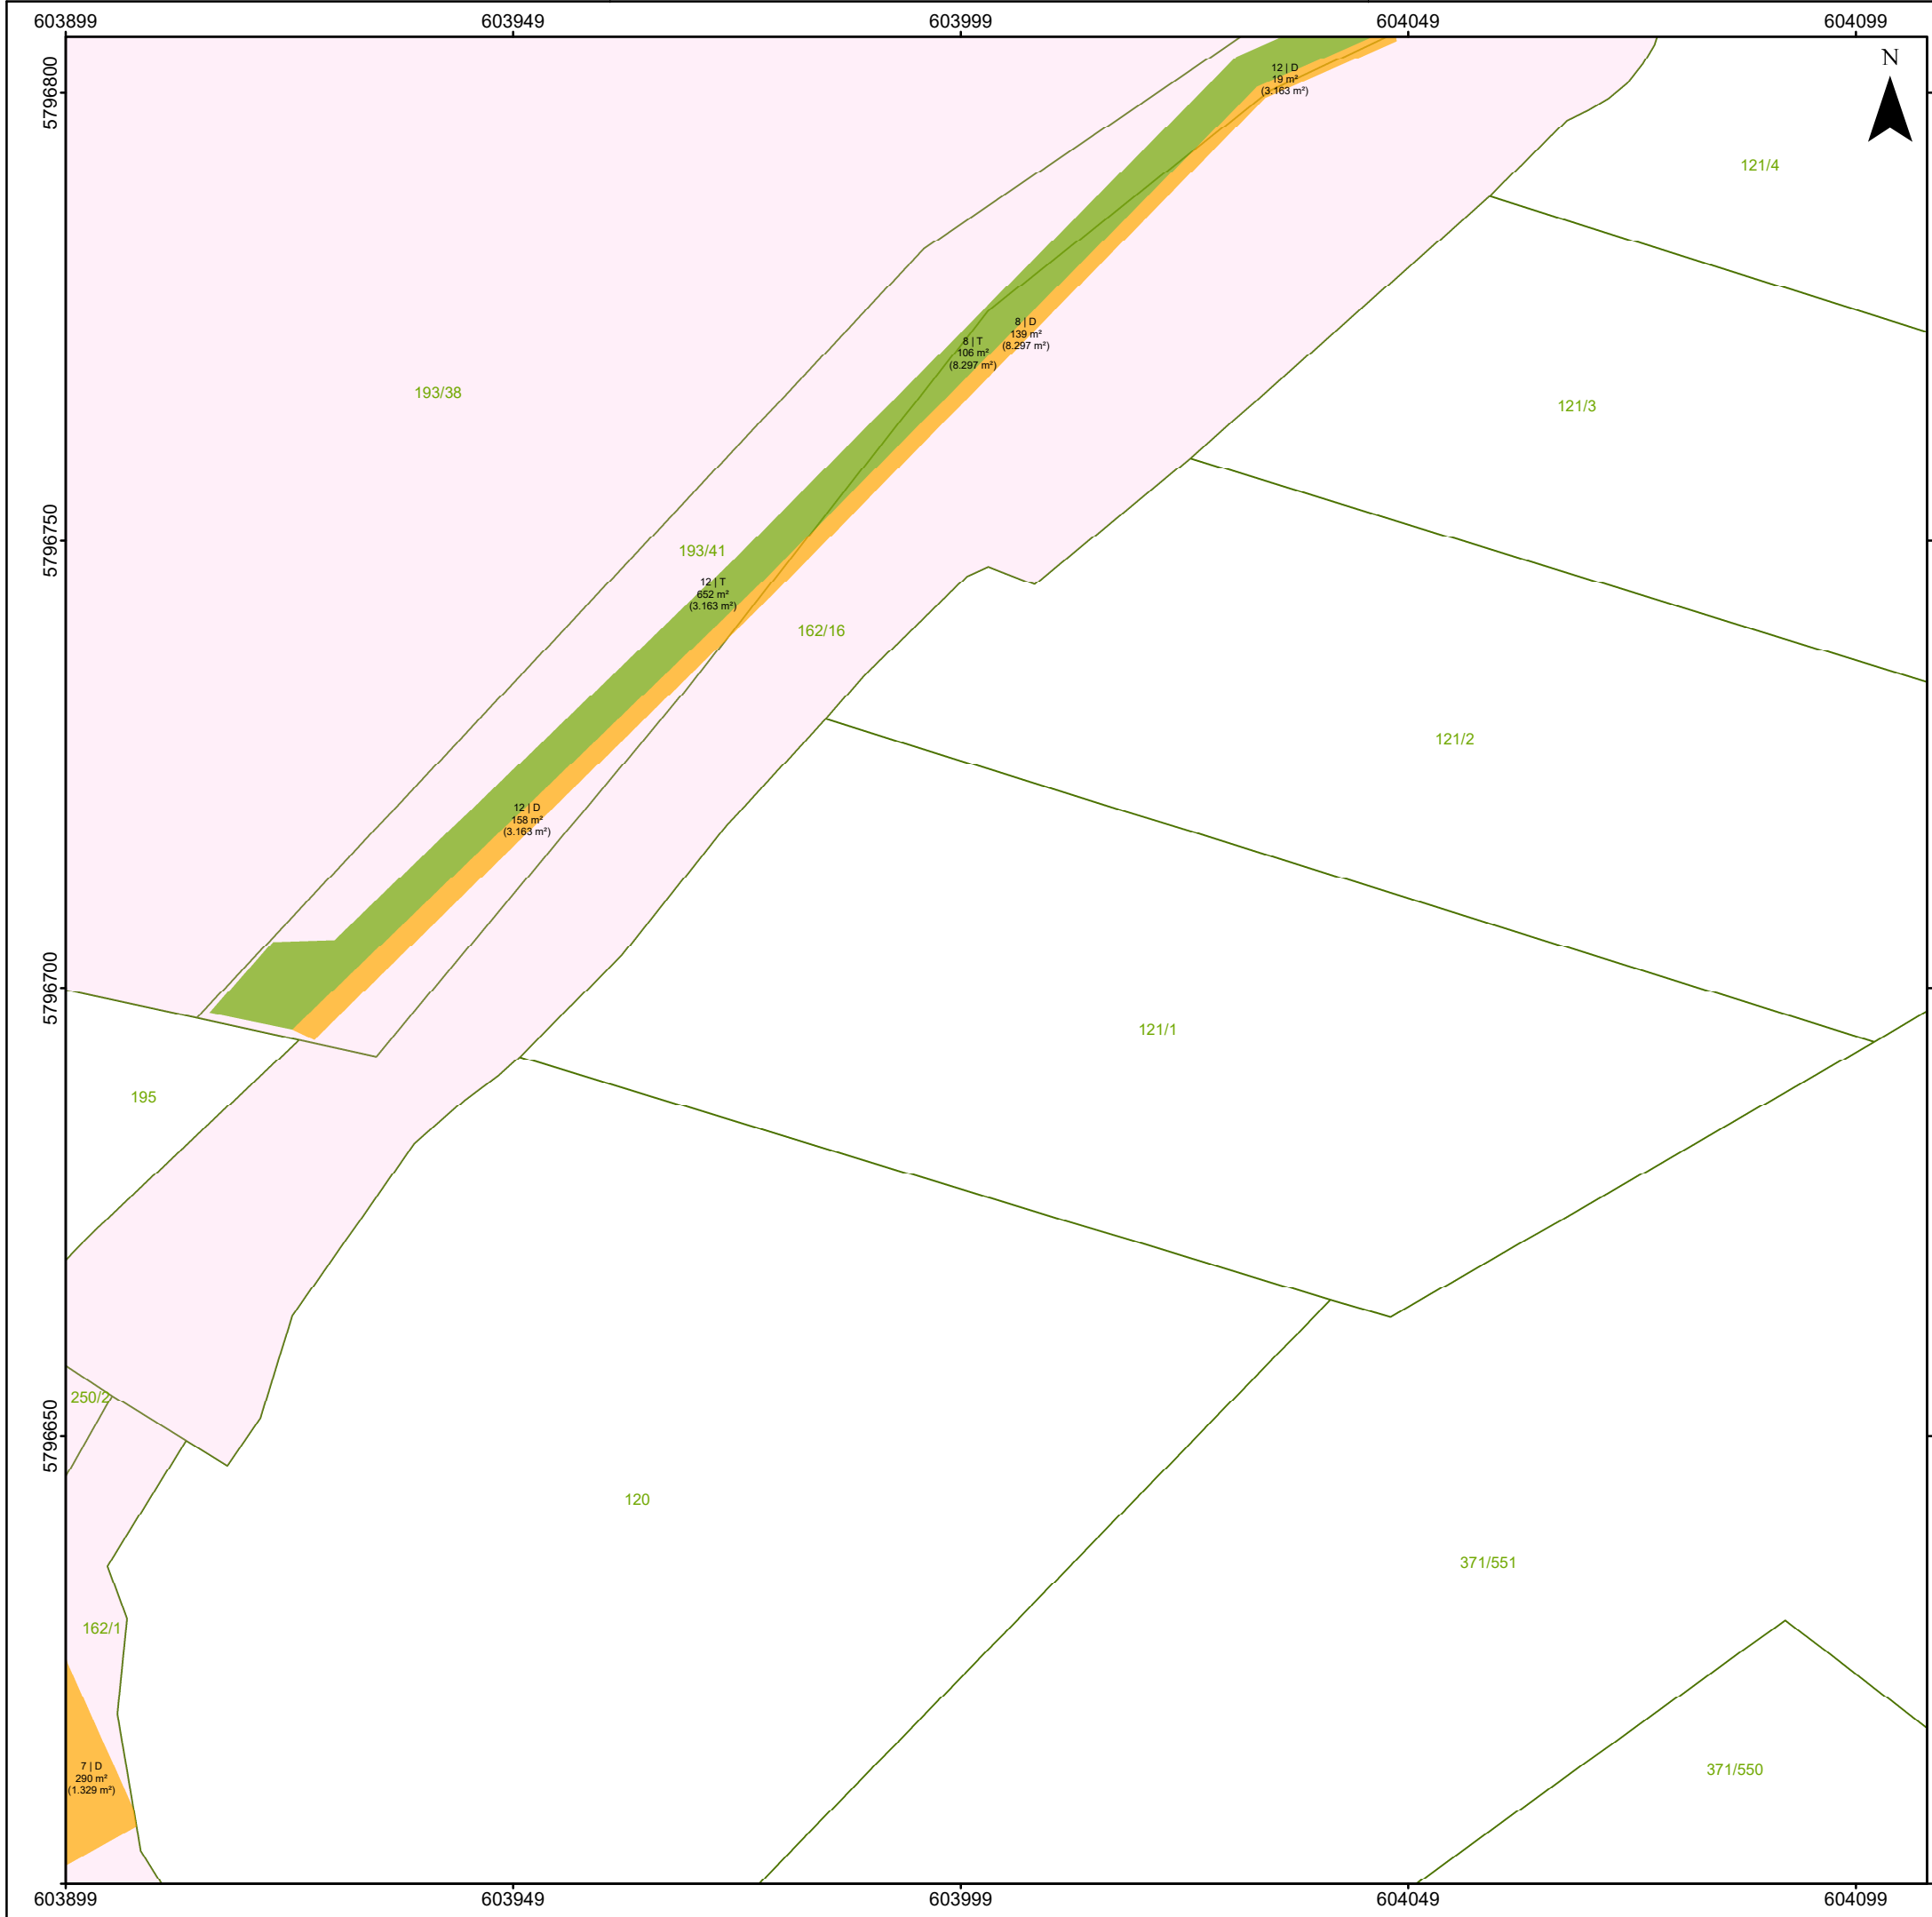 603899 603949 603999 604049 604099
N
5796800
12 | D
19 m²
(3.163 m²)
121/4
8 | D
139 m²
(8.297 m²)
8 | T
106 m²
(8.297 m²)
193/38
121/3
5796750
193/41
12 | T
652 m²
(3.163 m²)
162/16
121/2
12 | D
158 m²
(3.163 m²)
5796700
121/1
195
250/2
5796650
120
371/551
162/1
7 | D
290 m²
(1.329 m²)
371/550
603899 603949 603999 604049 604099